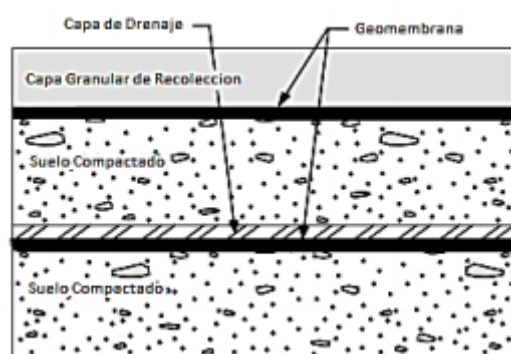 Capa de Drenaje
Geomembrana
Capa Granular de Recoleccion
Suelo Compactado
Suelo Compactado